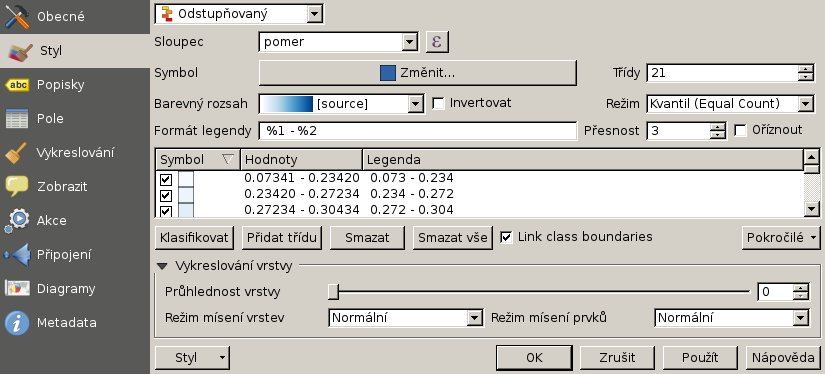 Obecné
Styl
Popisky
Pole
Vykreslování
Zobrazit
Akce
Připojení
Diagramy
Metadata
Odstupňovaný
Sloupec pomer ε
Symbol Změnit... Třídy 21
Barevný rozsah [source] Invertovat Režim Kvantil (Equal Count)
Formát legendy %1 - %2 Přesnost 3 Oříznout
Symbol Hodnoty Legenda
0.07341 - 0.23420 0.073 - 0.234
0.23420 - 0.27234 0.234 - 0.272
0.27234 - 0.30434 0.272 - 0.304
Klasifikovat Přidat třídu Smazat Smazat vše Link class boundaries Pokročilé
Vykreslování vrstvy
Průhlednost vrstvy 0
Režim mísení vrstev Normální Režim mísení prvků Normální
Styl OK Zrušit Použít Nápověda